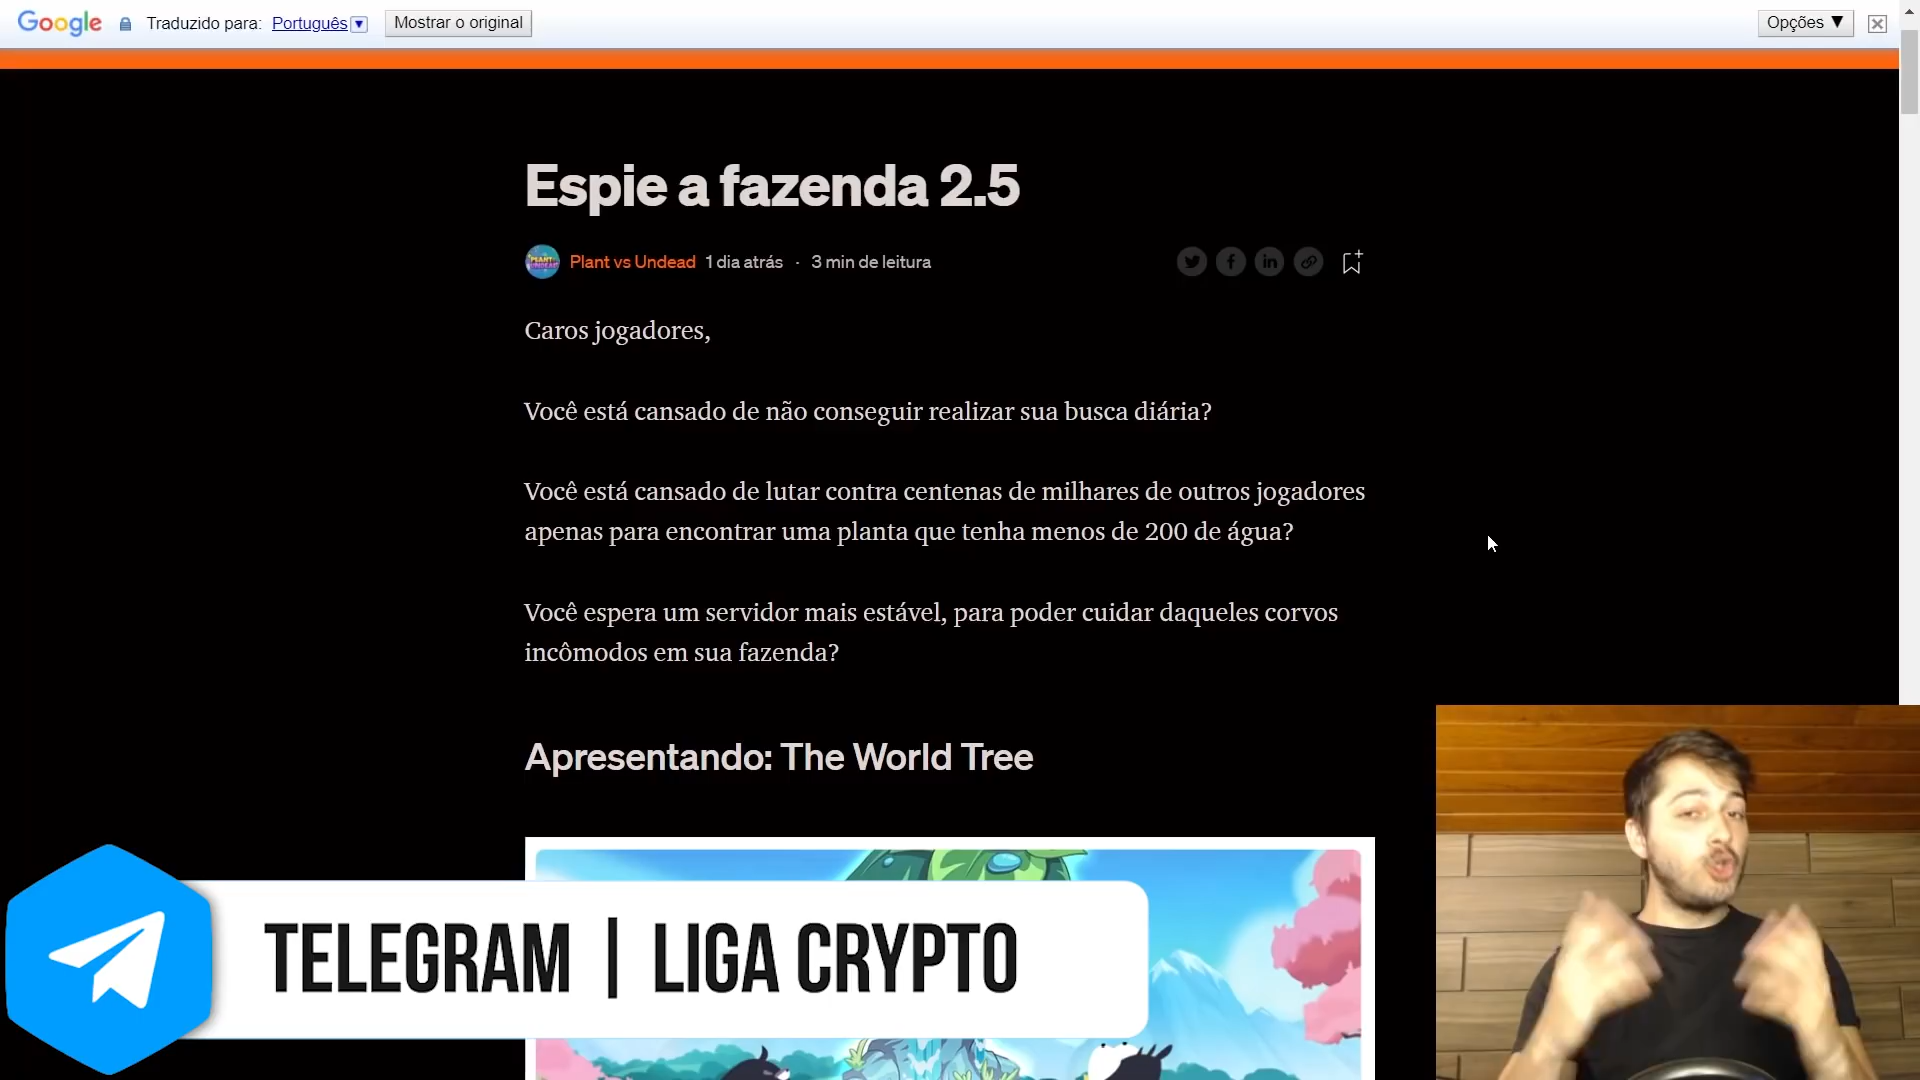 Google Traduzido para: Português Mostrar o original Opções ▼
Espie a fazenda 2.5
Plant vs Undead 1 dia atrás · 3 min de leitura
Caros jogadores,
Você está cansado de não conseguir realizar sua busca diária?
Você está cansado de lutar contra centenas de milhares de outros jogadores
apenas para encontrar uma planta que tenha menos de 200 de água?
Você espera um servidor mais estável, para poder cuidar daqueles corvos
incômodos em sua fazenda?
Apresentando: The World Tree
TELEGRAM | LIGA CRYPTO